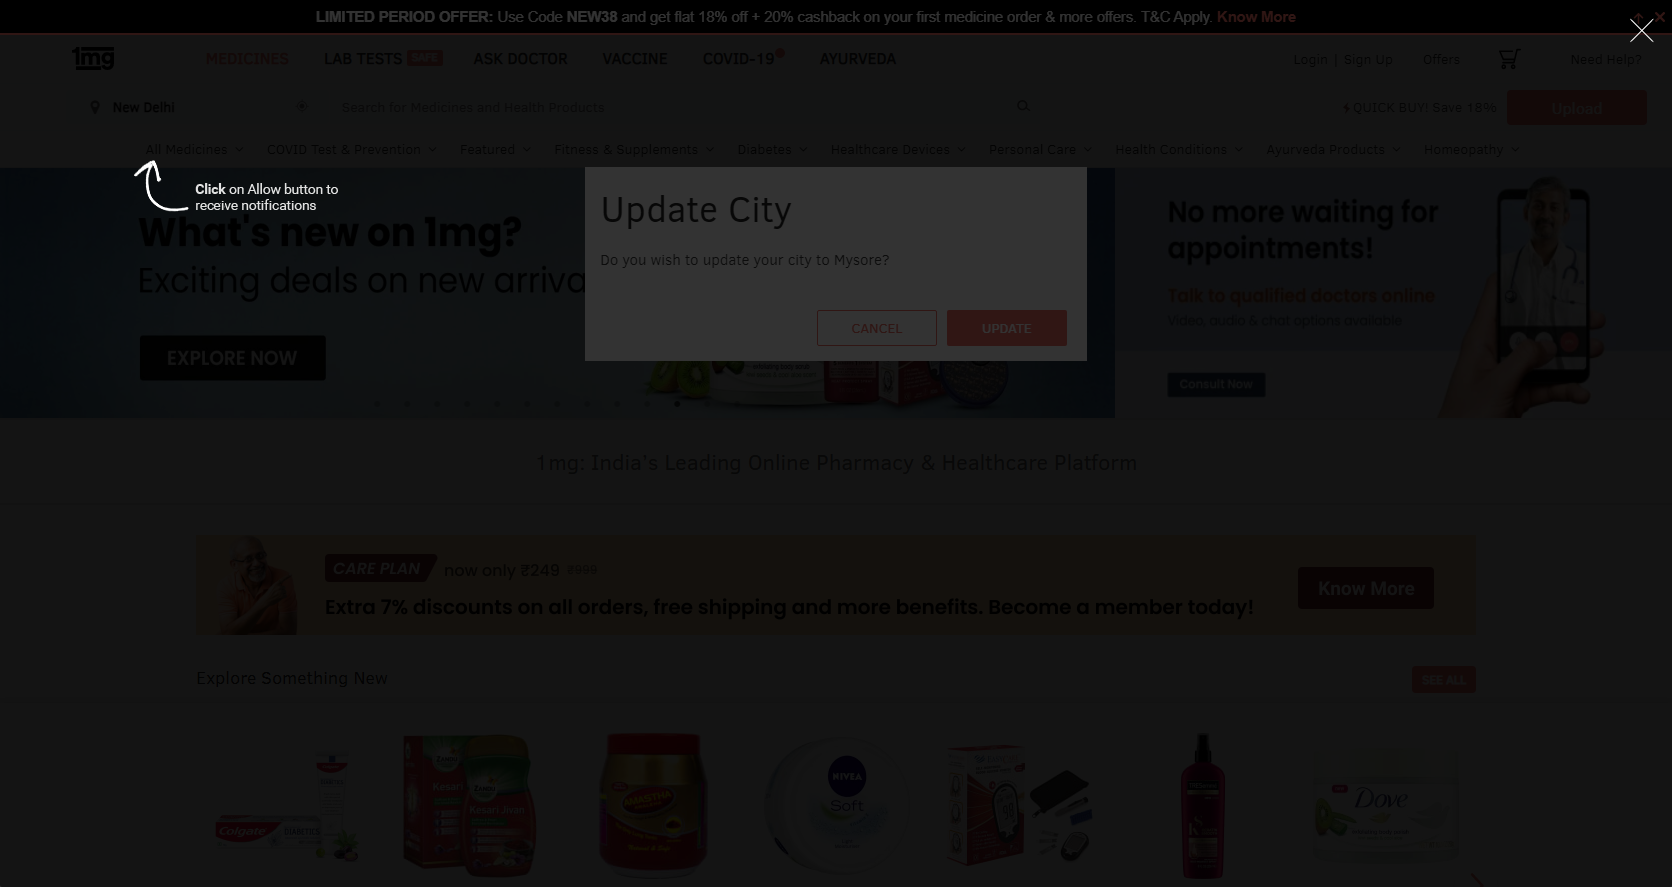 LIMITED PERIOD OFFER: Use Code NEW38 and get flat 18% off + 20% cashback on your first medicine order & more offers. T&C Apply. Know More
1mg
MEDICINES LAB TESTS SAFE ASK DOCTOR VACCINE COVID-19 AYURVEDA
Login | Sign Up Offers Need Help?
New Delhi
Search for Medicines and Health Products
QUICK BUY! Save 18% Upload
All Medicines COVID Test & Prevention Featured Fitness & Supplements Diabetes Healthcare Devices Personal Care Health Conditions Ayurveda Products Homeopathy
Click on Allow button to
receive notifications
What's new on 1mg?
Exciting deals on new arriva
EXPLORE NOW
Update City
Do you wish to update your city to Mysore?
CANCEL UPDATE
No more waiting for
appointments!
Talk to qualified doctors online
Video, audio & chat options available
Consult Now
1mg: India's Leading Online Pharmacy & Healthcare Platform
CARE PLAN now only ₹249 ₹999
Extra 7% discounts on all orders, free shipping and more benefits. Become a member today!
Know More
Explore Something New
SEE ALL
Colgate
DIABETICS
Kesari
Kesari Jivan
AMASTHA
NIVEA
Soft
Dove